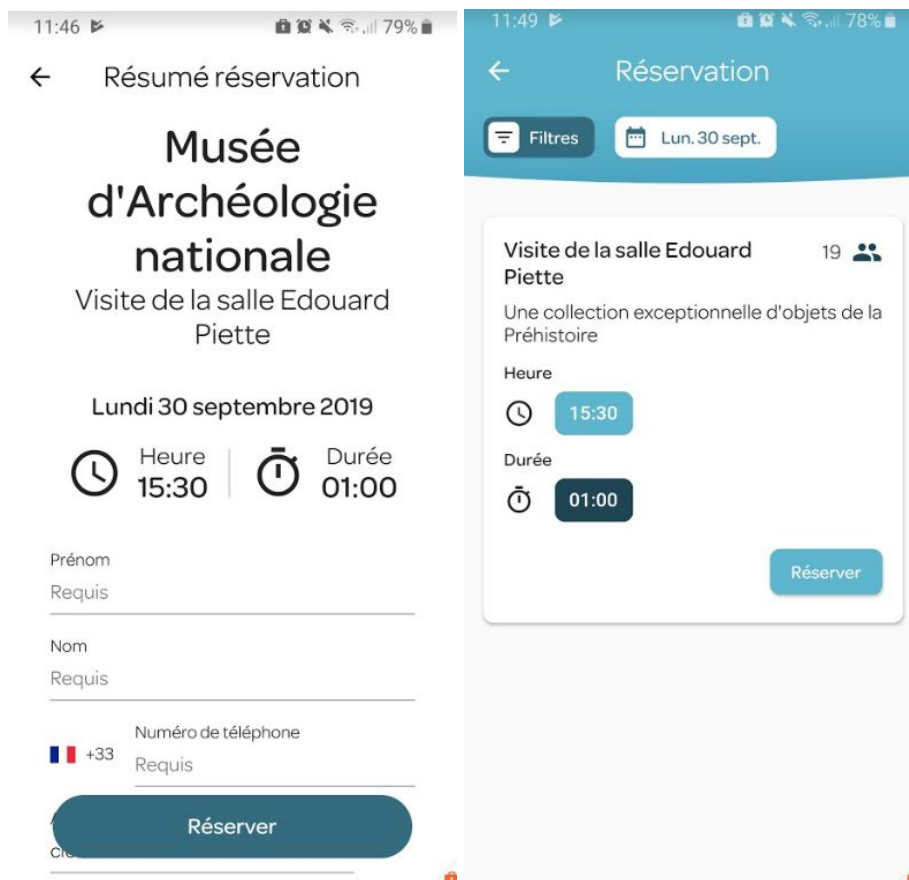 11:46
79%
Résumé réservation
Musée
d'Archéologie
nationale
Visite de la salle Edouard
Piette
Lundi 30 septembre 2019
Heure
15:30
Durée
01:00
Prénom
Requis
Nom
Requis
Numéro de téléphone
+33
Requis
Réserver
11:49
78%
Réservation
Filtres
Lun. 30 sept.
Visite de la salle Edouard
Piette
19
Une collection exceptionnelle d'objets de la
Préhistoire
Heure
15:30
Durée
01:00
Réserver